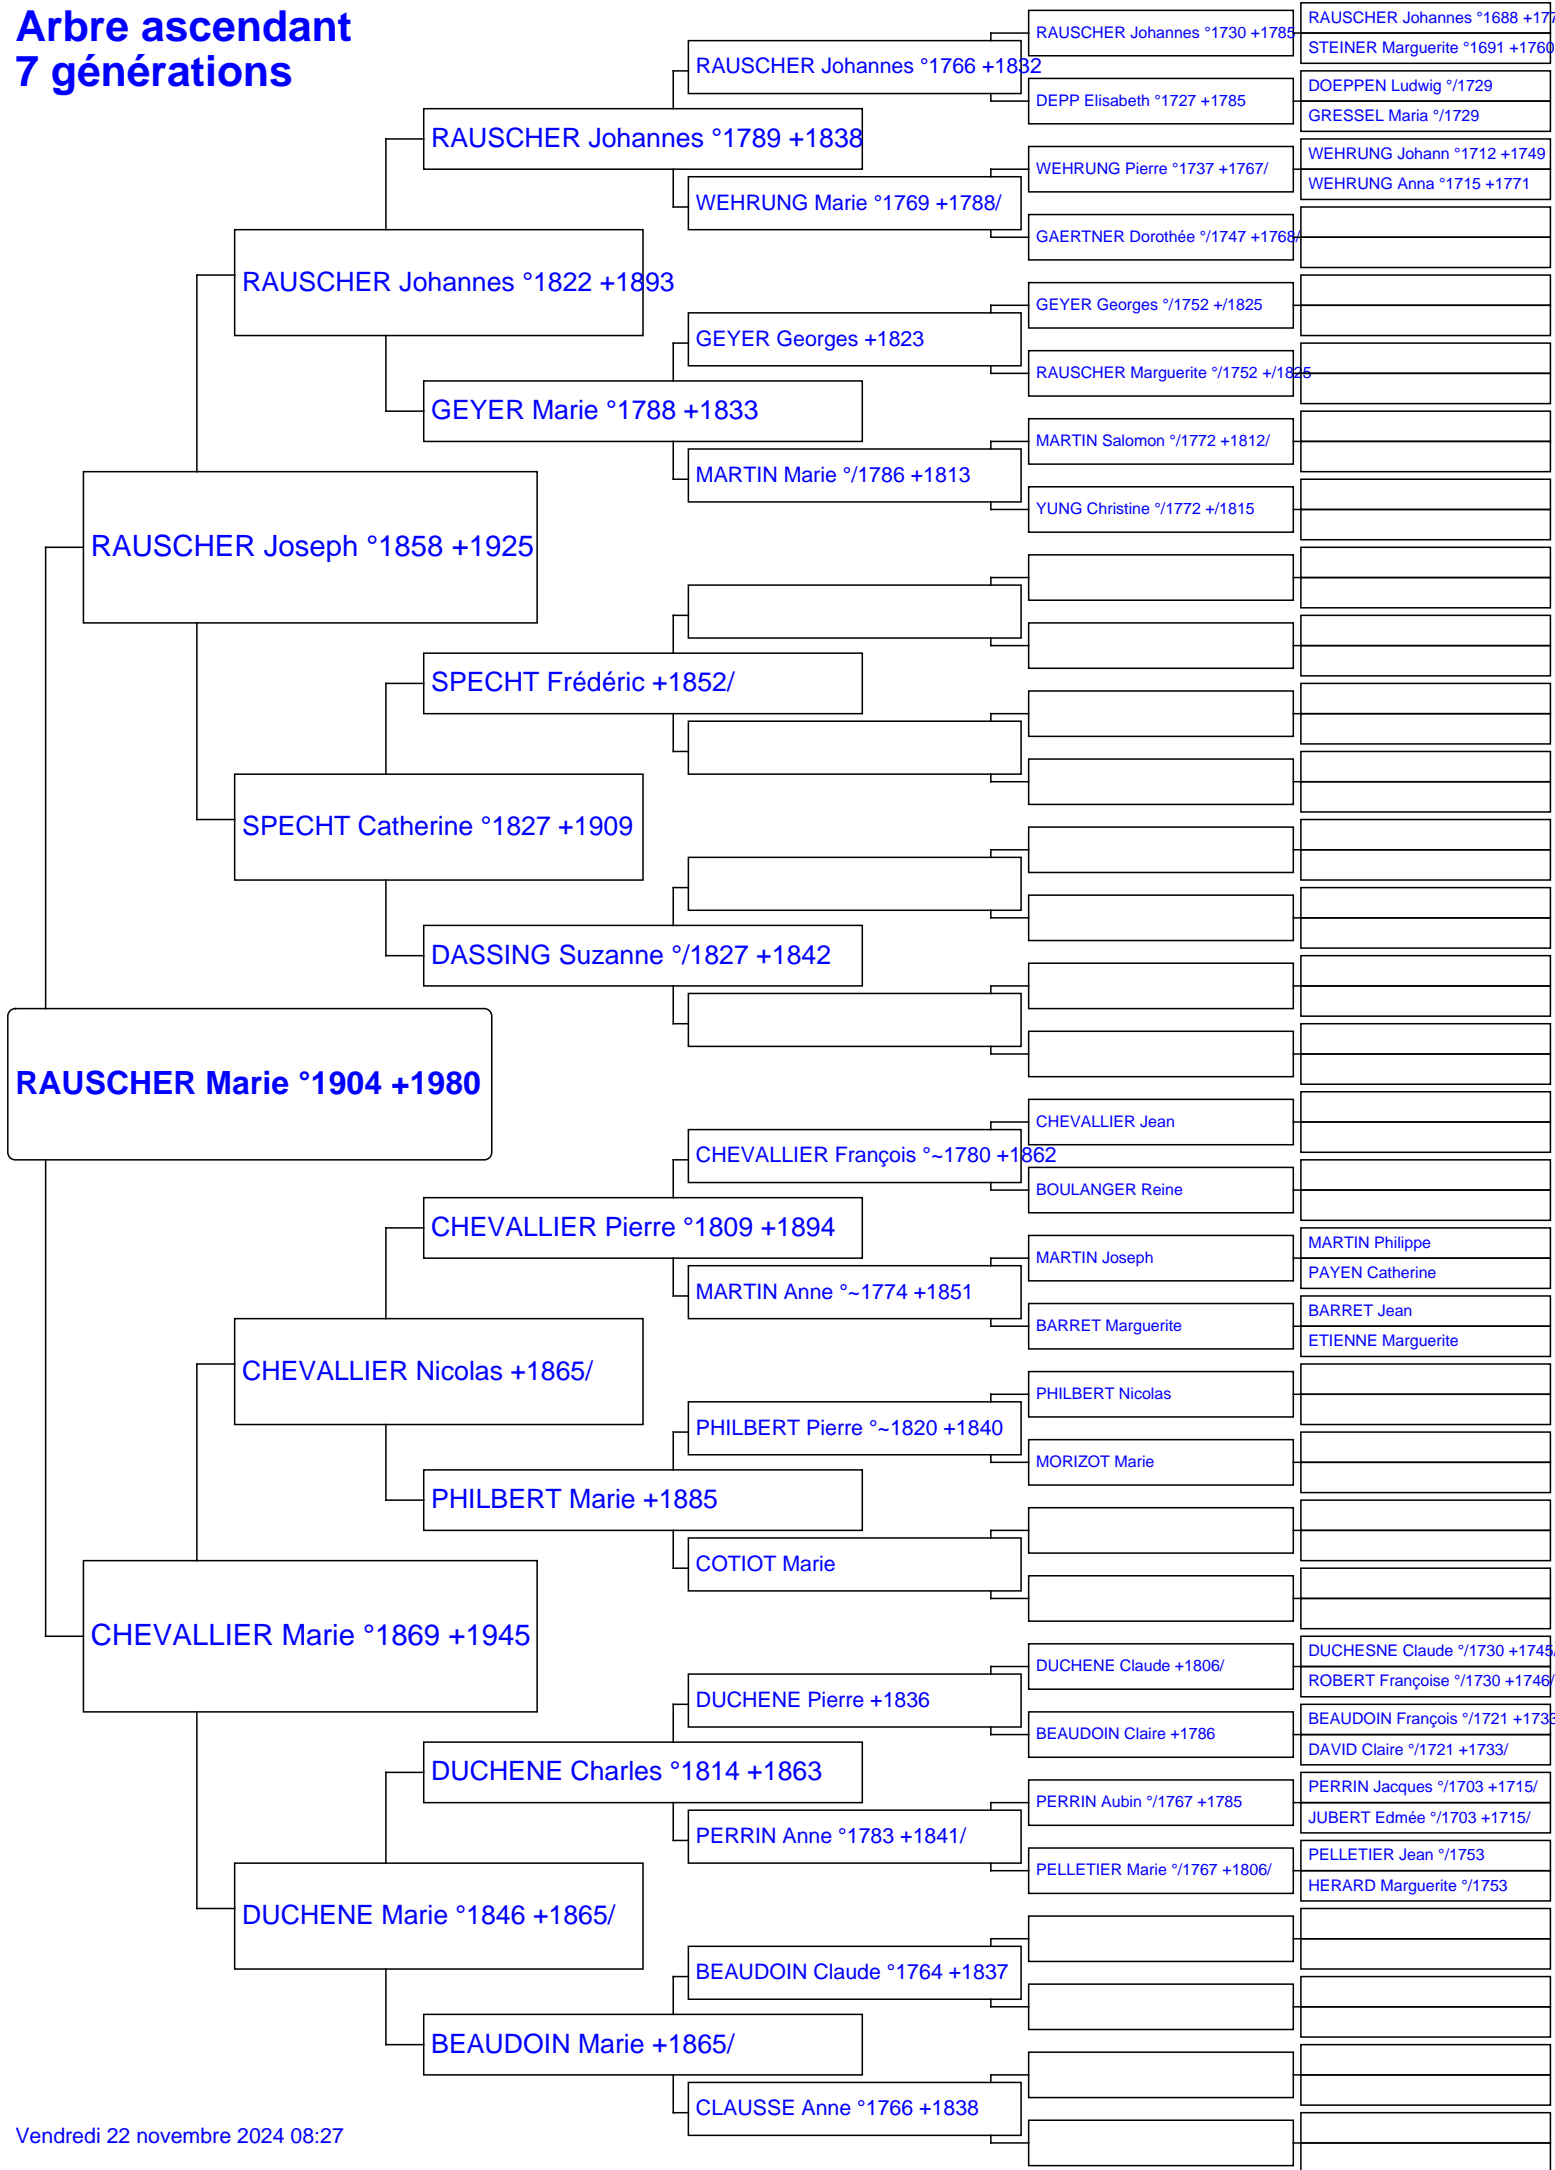 Arbre ascendant
7 générations
RAUSCHER Marie °1904 +1980
RAUSCHER Joseph °1858 +1925
CHEVALLIER Marie °1869 +1945
RAUSCHER Johannes °1822 +1893
SPECHT Catherine °1827 +1909
CHEVALLIER Nicolas +1865/
DUCHENE Marie °1846 +1865/
RAUSCHER Johannes °1789 +1838
GEYER Marie °1788 +1833
SPECHT Frédéric +1852/
DASSING Suzanne °/1827 +1842
CHEVALLIER Pierre °1809 +1894
PHILBERT Marie +1885
DUCHENE Charles °1814 +1863
BEAUDOIN Marie +1865/
RAUSCHER Johannes °1766 +1832
WEHRUNG Marie °1769 +1788/
GEYER Georges +1823
MARTIN Marie °/1786 +1813
CHEVALLIER François °~1780 +1862
MARTIN Anne °~1774 +1851
PHILBERT Pierre °~1820 +1840
COTIOT Marie
DUCHENE Pierre +1836
PERRIN Anne °1783 +1841/
BEAUDOIN Claude °1764 +1837
CLAUSSE Anne °1766 +1838
RAUSCHER Johannes °1730 +1785
DEPP Elisabeth °1727 +1785
WEHRUNG Pierre °1737 +1767/
GAERTNER Dorothée °/1747 +1768/
GEYER Georges °/1752 +/1825
RAUSCHER Marguerite °/1752 +/1825
MARTIN Salomon °/1772 +1812/
YUNG Christine °/1772 +/1815
CHEVALLIER Jean
BOULANGER Reine
MARTIN Joseph
BARRET Marguerite
PHILBERT Nicolas
MORIZOT Marie
DUCHENE Claude +1806/
BEAUDOIN Claire +1786
PERRIN Aubin °/1767 +1785
PELLETIER Marie °/1767 +1806/
RAUSCHER Johannes °1688
STEINER Marguerite °1691 +1760
DOEPPEN Ludwig °/1729
GRESSEL Maria °/1729
WEHRUNG Johann °1712 +1749
WEHRUNG Anna °1715 +1771
MARTIN Philippe
PAYEN Catherine
BARRET Jean
ETIENNE Marguerite
DUCHESNE Claude °/1730 +1745/
ROBERT Françoise °/1730 +1746/
BEAUDOIN François °/1721 +1733
DAVID Claire °/1721 +1733/
PERRIN Jacques °/1703 +1715/
JUBERT Edmée °/1703 +1715/
PELLETIER Jean °/1753
HERARD Marguerite °/1753
Vendredi 22 novembre 2024 08:27